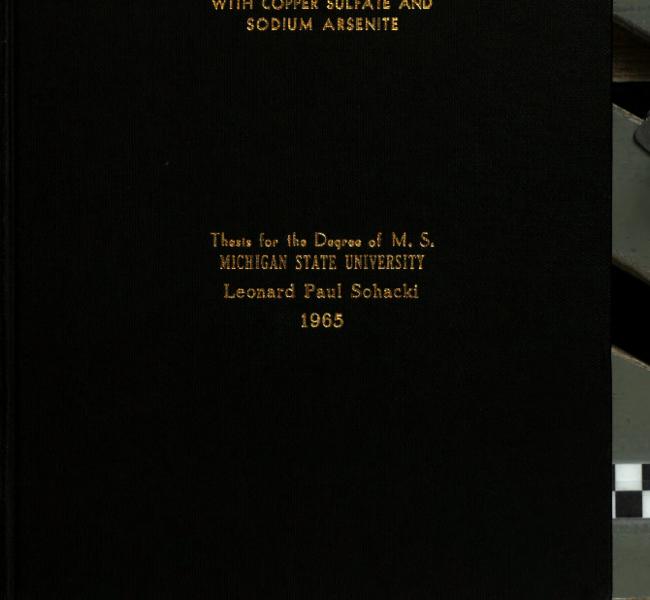 WITH COPPER SULFATE AND
SODIUM ARSENITE
Thesis for the Degree of M. S.
MICHIGAN STATE UNIVERSITY
Leonard Paul Sohacki
1965